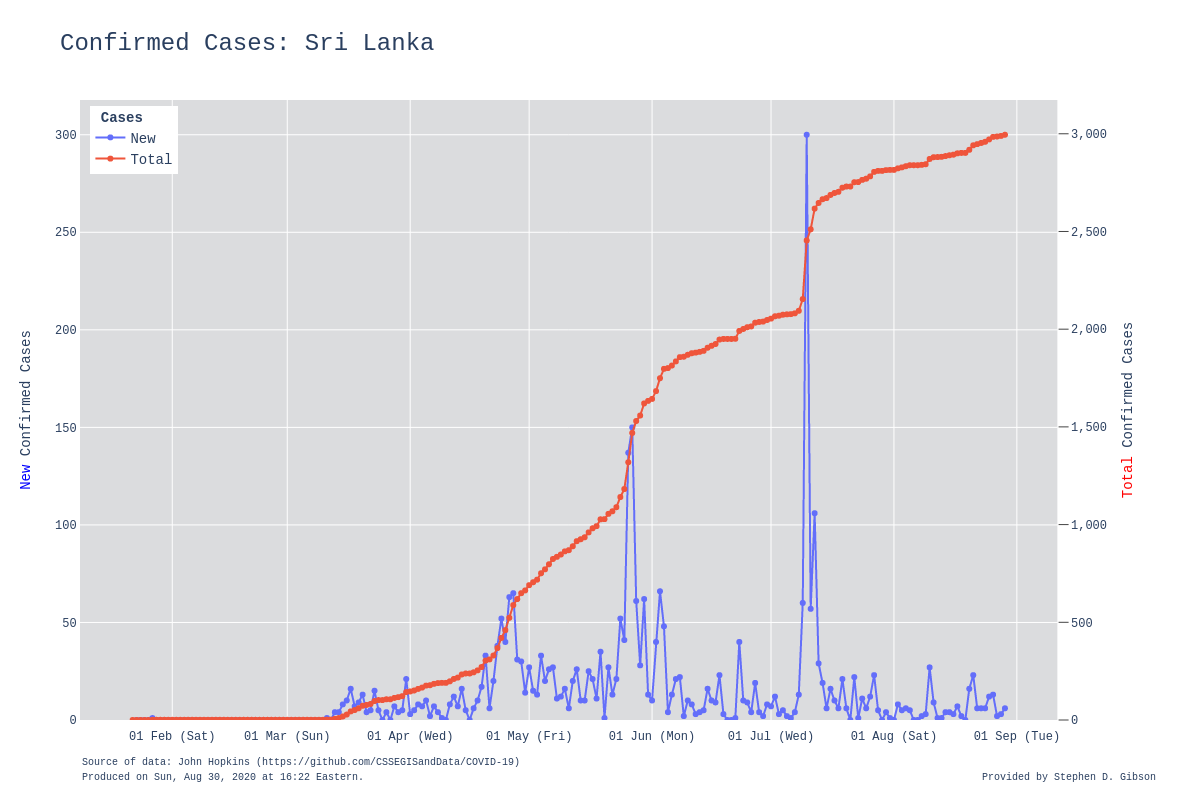 Confirmed Cases: Sri Lanka
Cases
New
Total
300
250
200
150
100
50
0
3,000
2,500
2,000
1,500
1,000
500
0
New Confirmed Cases
Total Confirmed Cases
01 Feb (Sat) 01 Mar (Sun) 01 Apr (Wed) 01 May (Fri) 01 Jun (Mon) 01 Jul (Wed) 01 Aug (Sat) 01 Sep (Tue)
Source of data: John Hopkins (https://github.com/CSSEGISandData/COVID-19)
Produced on Sun, Aug 30, 2020 at 16:22 Eastern.
Provided by Stephen D. Gibson